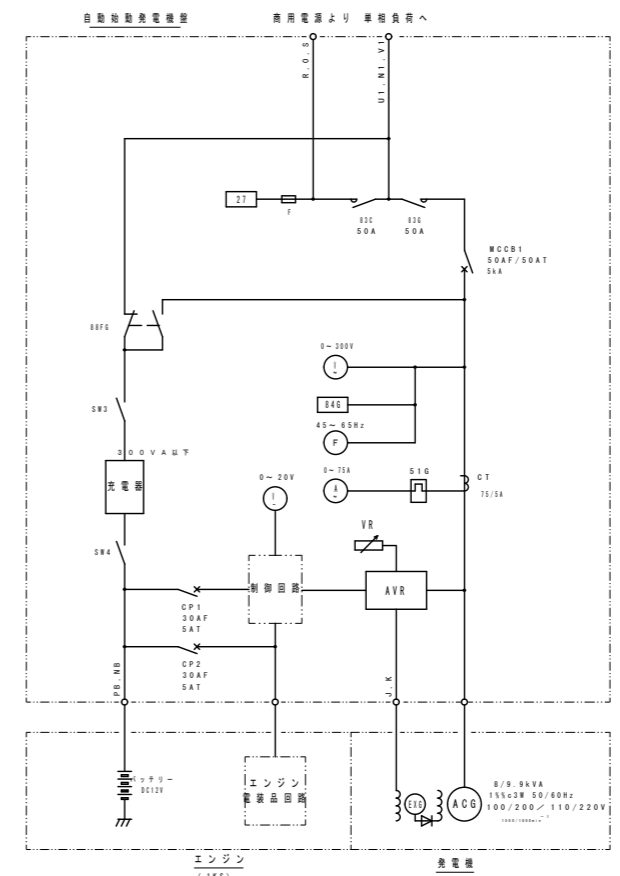 自動始動発電機盤
商用電源より 単相負荷へ
R.O.S
U1.N1.V1
27
F
83C
50A
83G
50A
MCCB1
50AF/50AT
5kA
88FG
0～300V
V
~
84G
45～65Hz
F
SW3
300VA以下
充電器
0～20V
V
-
0～75A
A
~
51G
CT
75/5A
VR
SW4
制御回路
AVR
CP1
30AF
5AT
CP2
30AF
5AT
PB.NB
J.K
バッテリー
DC12V
エンジン
電装品回路
EXG
ACG
8/9.9kVA
50/60Hz
100/200／110/220V
エンジン
発電機